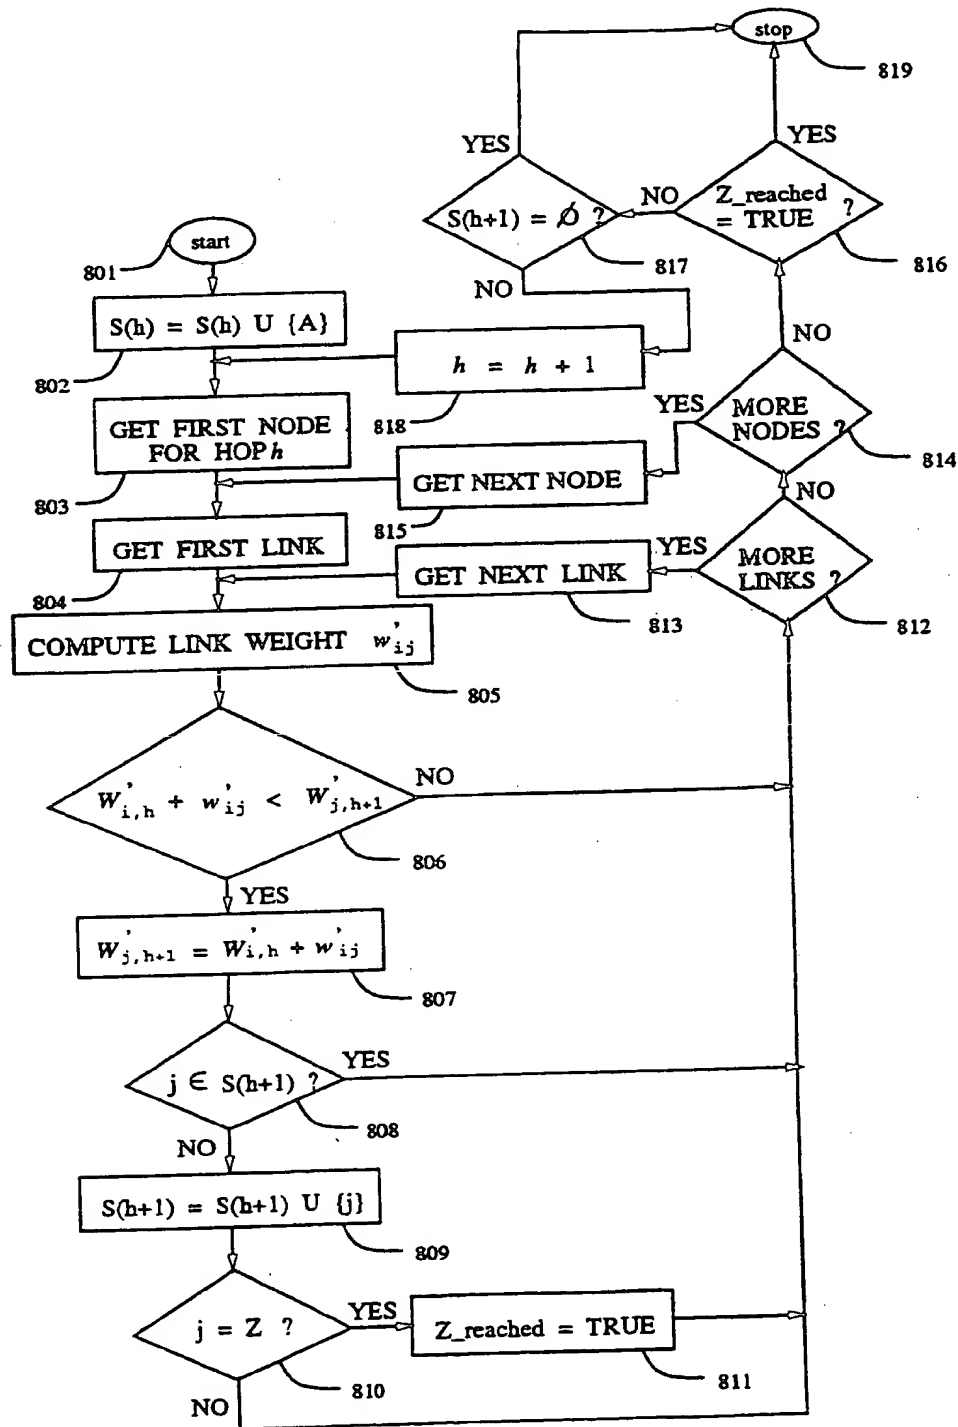 stop
819
YES
YES
S(h+1) = Ø ?
NO
Z_reached
= TRUE ?
start
801
817
816
NO
S(h) = S(h) U {A}
802
h = h + 1
818
NO
GET FIRST NODE
FOR HOP h
803
YES
MORE
NODES ?
814
GET NEXT NODE
815
NO
GET FIRST LINK
804
GET NEXT LINK
813
YES
MORE
LINKS ?
812
COMPUTE LINK WEIGHT w'ij
805
W'i,h + w'ij < W'j,h+1
NO
806
YES
W'j,h+1 = W'i,h + w'ij
807
j ∈ S(h+1) ?
YES
808
NO
S(h+1) = S(h+1) U {j}
809
j = Z ?
YES
Z_reached = TRUE
810
811
NO